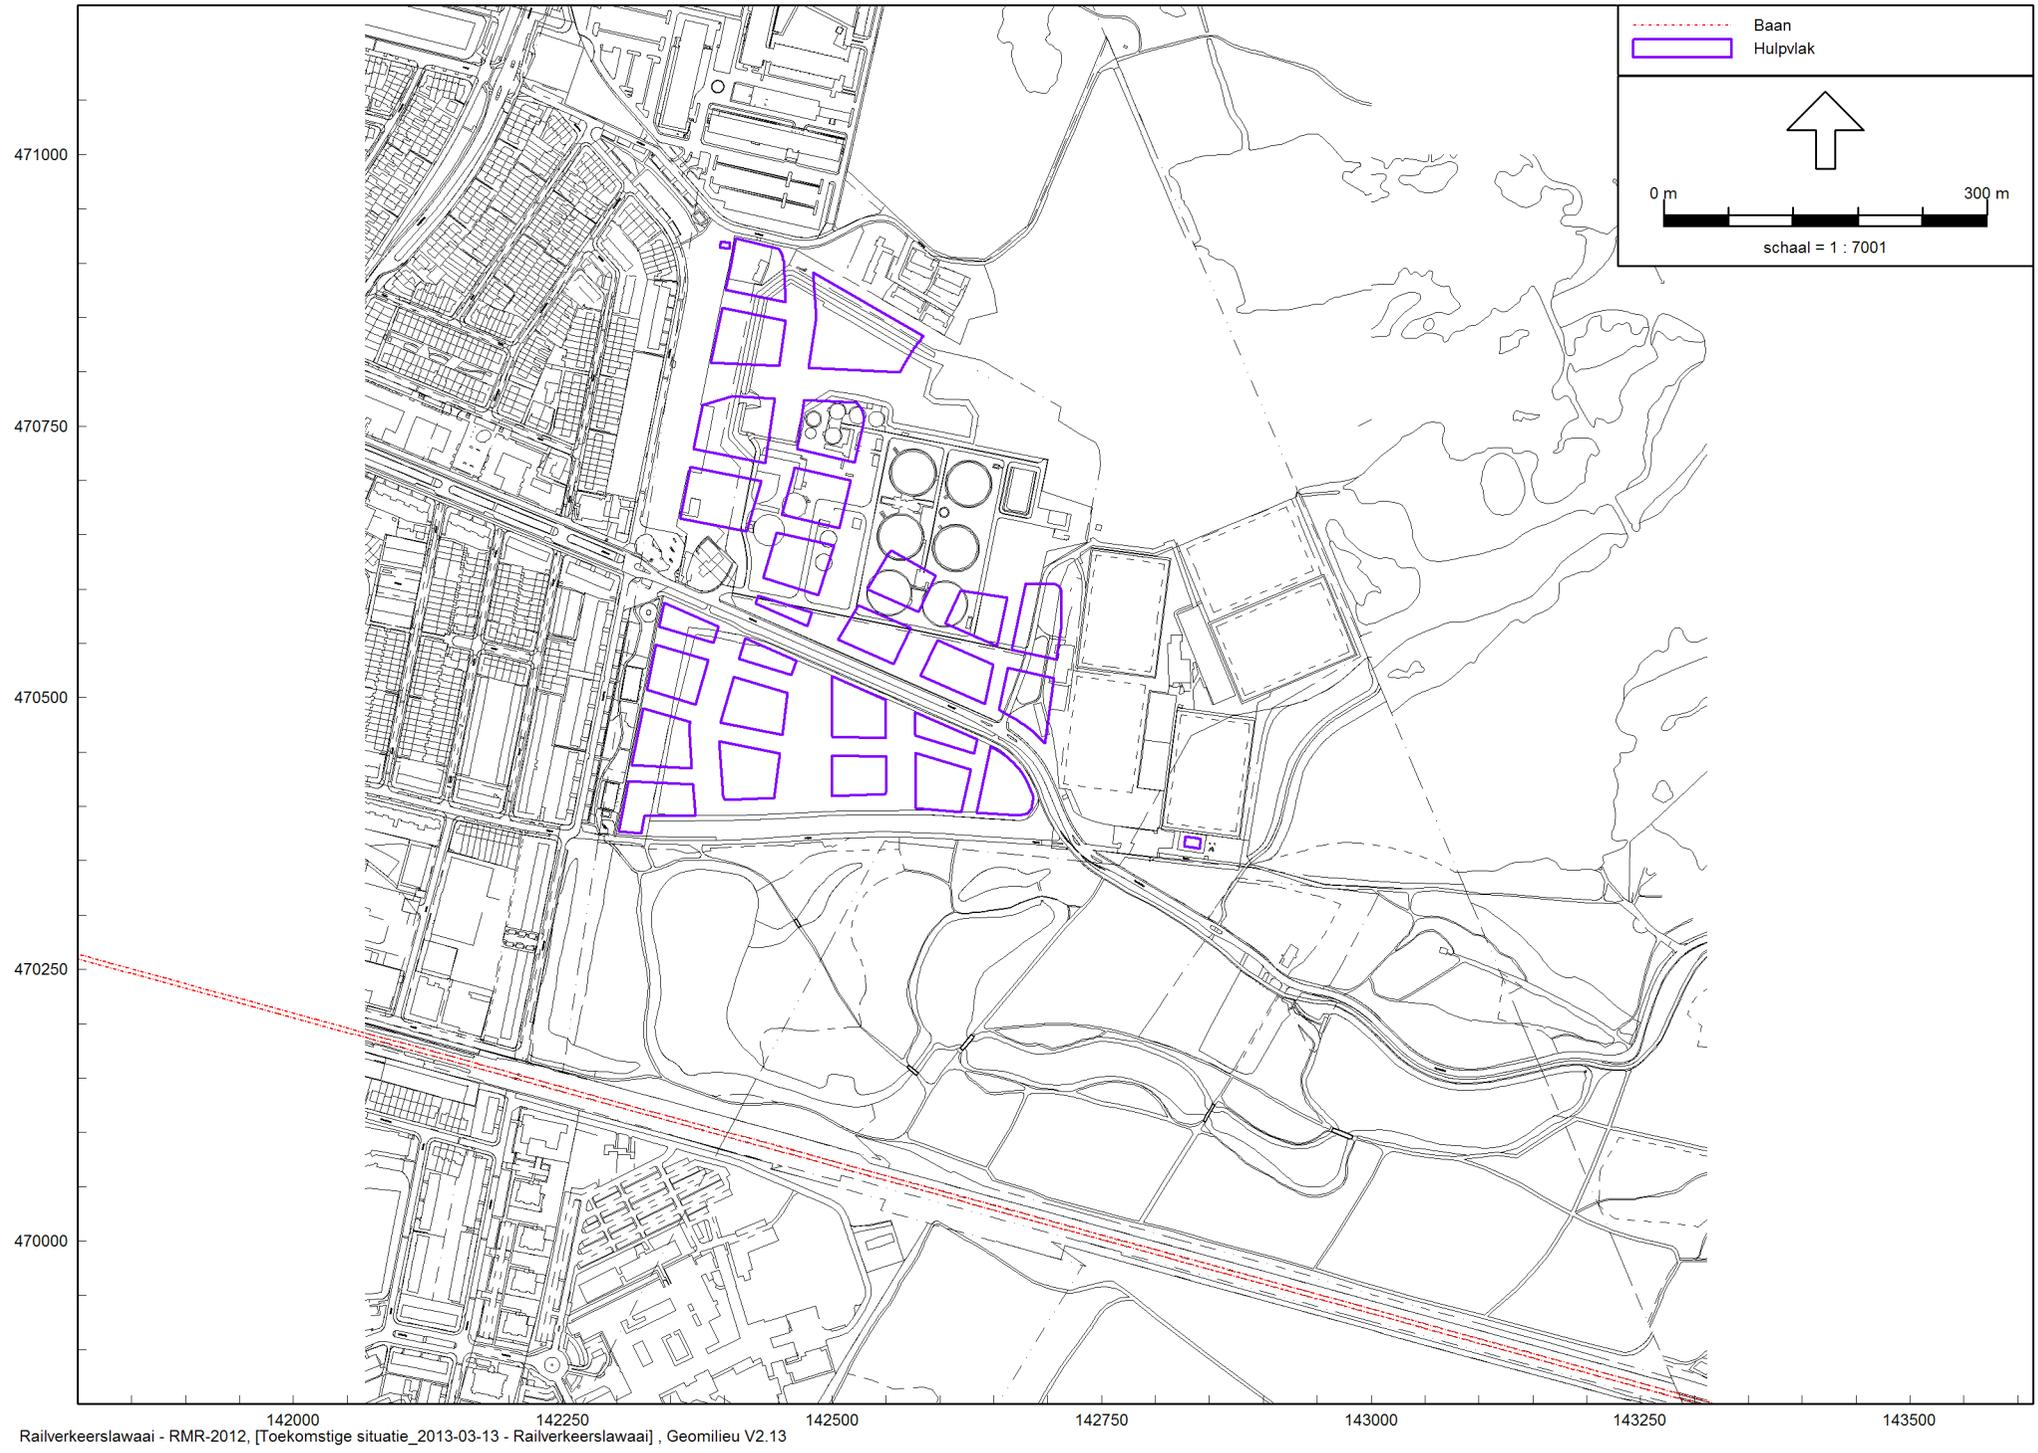 Baan
Hulpvlak
0 m
300 m
schaal = 1 : 7001
471000
470750
470500
470250
470000
142000
142250
142500
142750
143000
143250
143500
Railverkeerslawaai - RMR-2012, [Toekomstige situatie_2013-03-13 - Railverkeerslawaai] , Geomilieu V2.13